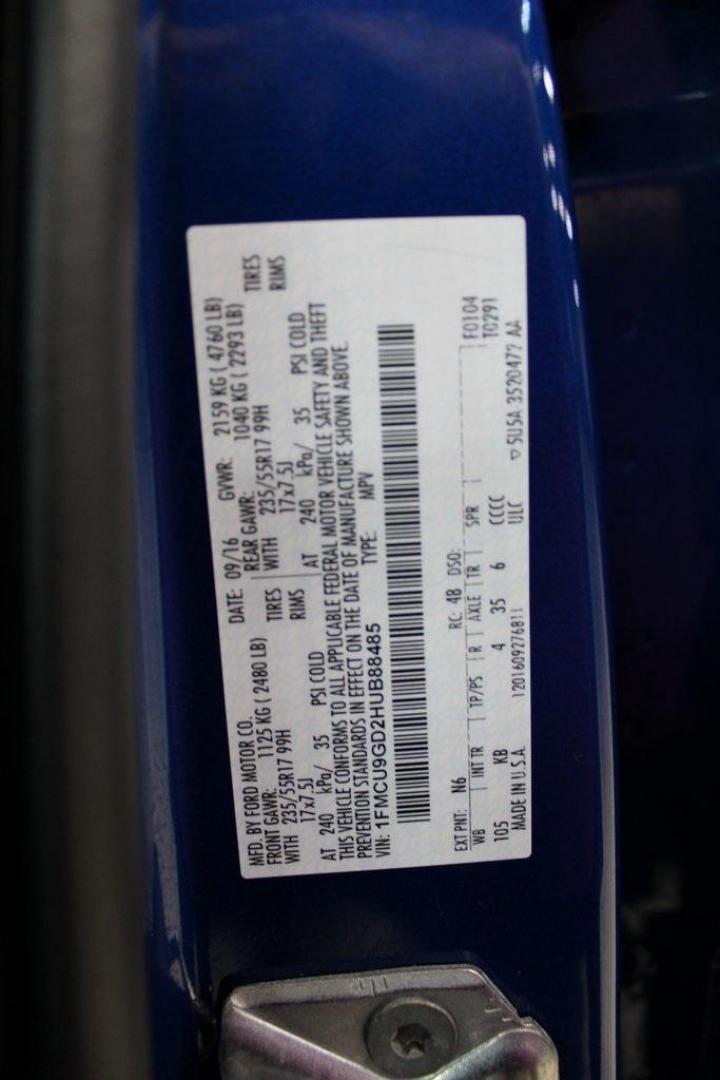 MFD. BY FORD MOTOR CO. DATE: 09/16 GVWR: 2159 KG ( 4760 LB)
FRONT GAWR: 1125 KG ( 2480 LB) REAR GAWR: 1040 KG ( 2293 LB)
WITH 235/55R17 99H TIRES WITH 235/55R17 99H TIRES
17x7.5J RIMS 17x7.5J RIMS
AT 240 kPa/ 35 PSI COLD AT 240 kPa/ 35 PSI COLD
THIS VEHICLE CONFORMS TO ALL APPLICABLE FEDERAL MOTOR VEHICLE SAFETY AND THEFT
PREVENTION STANDARDS IN EFFECT ON THE DATE OF MANUFACTURE SHOWN ABOVE.
VIN: 1FMCU9GD2HUB88485 TYPE: MPV
F0104
T0291
EXT PNT: N6 RC: 48 DSO:
WB INT TR TP/PS R AXLE TR SPR
105 KB 4 35 6 CCCC
ULC
MADE IN U.S.A. 1201609276811 ▽ 5U5A 3520472 AA